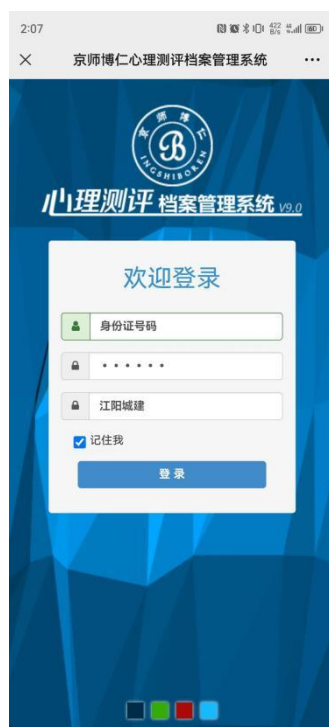 2:07
422 B/S
60
京师博仁心理测评档案管理系统
京师博仁
B
INGSHIBOREN
心理测评 档案管理系统 V9.0
欢迎登录
身份证号码
江阳城建
记住我
登录